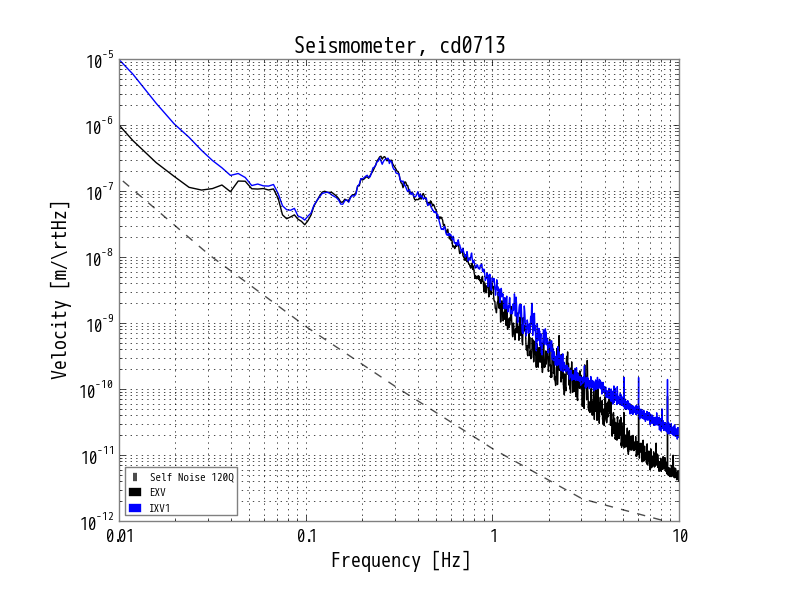 Seismometer, cd0713
10-5
10-6
10-7
10-8
10-9
10-10
10-11
10-12
Velocity [m/\rtHz]
Self Noise 120Q
EXV
IXV1
0.01 0.1 1 10
Frequency [Hz]